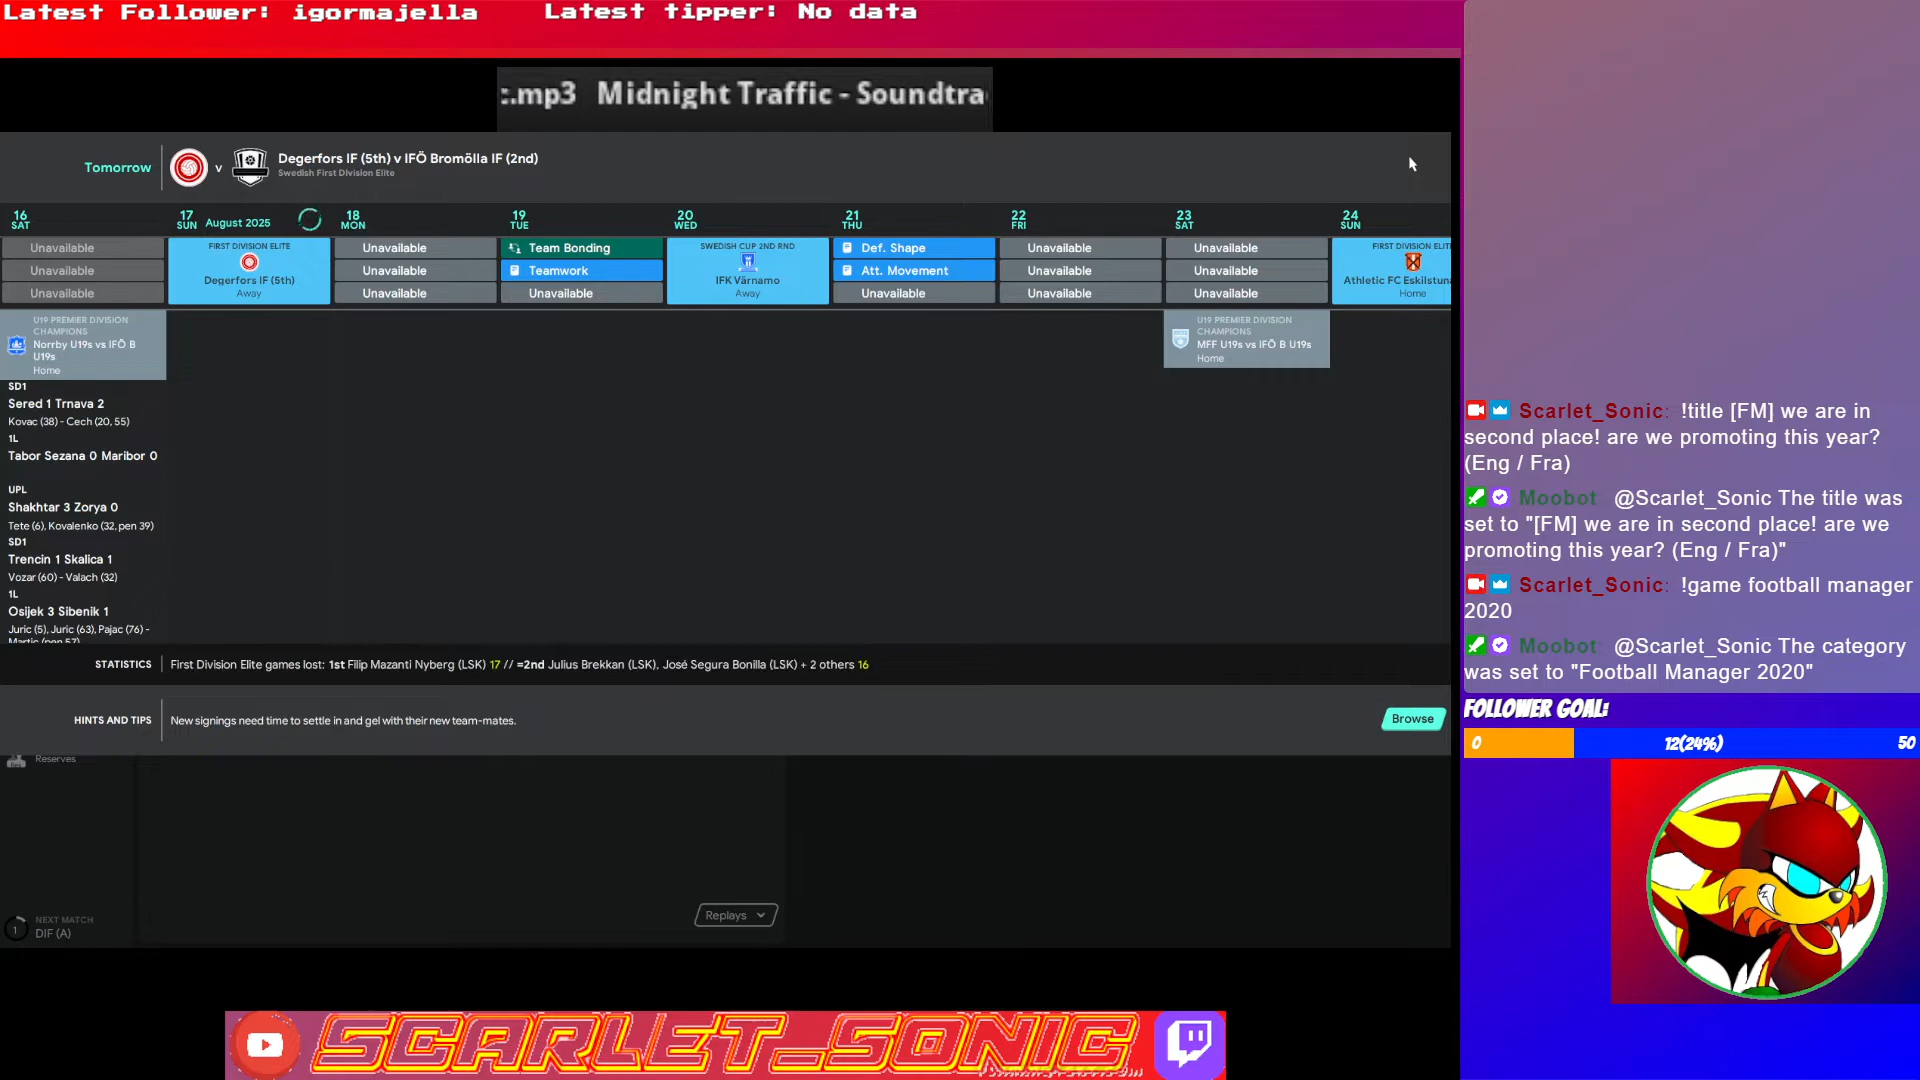 Latest Follower: igormajella    Latest tipper: No data
:.mp3   Midnight Traffic - Soundtra
Tomorrow
v
Degerfors IF (5th) v IFÖ Bromölla IF (2nd)
Swedish First Division Elite
16 SAT
17 SUN August 2025
18 MON
19 TUE
20 WED
21 THU
22 FRI
23 SAT
24 SUN
Unavailable
Unavailable
Unavailable
FIRST DIVISION ELITE
Degerfors IF (5th)
Away
Unavailable
Unavailable
Unavailable
Team Bonding
Teamwork
Unavailable
SWEDISH CUP 2ND RND
IFK Värnamo
Away
Def. Shape
Att. Movement
Unavailable
Unavailable
Unavailable
Unavailable
Unavailable
Unavailable
Unavailable
FIRST DIVISION ELIT
Athletic FC Eskilstuna
Home
U19 PREMIER DIVISION
CHAMPIONS
Norrby U19s vs IFÖ B
U19s
Home
U19 PREMIER DIVISION
CHAMPIONS
MFF U19s vs IFÖ B U19s
Home
SD1
Sered 1 Trnava 2
Kovac (38) - Cech (20, 55)
1L
Tabor Sezana 0 Maribor 0
UPL
Shakhtar 3 Zorya 0
Tete (6), Kovalenko (32, pen 39)
SD1
Trencin 1 Skalica 1
Vozar (60) - Valach (32)
1L
Osijek 3 Sibenik 1
Juric (5), Juric (63), Pajac (76) -
Martic (pen 57)
STATISTICS
First Division Elite games lost: 1st Filip Mazanti Nyberg (LSK) 17 // =2nd Julius Brekkan (LSK), José Segura Bonilla (LSK) + 2 others 16
HINTS AND TIPS
New signings need time to settle in and gel with their new team-mates.
Browse
Reserves
Replays
1
NEXT MATCH
DIF (A)
Scarlet_Sonic: !title [FM] we are in
second place! are we promoting this year?
(Eng / Fra)
Moobot: @Scarlet_Sonic The title was
set to "[FM] we are in second place! are we
promoting this year? (Eng / Fra)"
Scarlet_Sonic: !game football manager
2020
Moobot: @Scarlet_Sonic The category
was set to "Football Manager 2020"
FOLLOWER GOAL:
0
12(24%)
50
SCARLET_SONIC